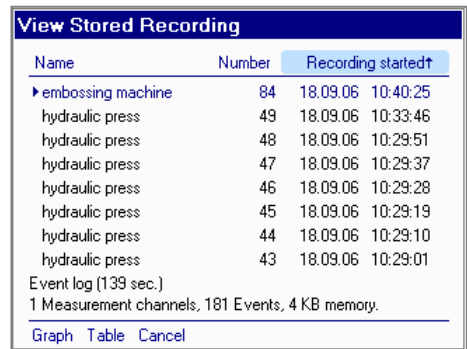 View Stored Recording
Name Number Recording started↑
embossing machine 84 18.09.06 10:40:25
hydraulic press 49 18.09.06 10:33:46
hydraulic press 48 18.09.06 10:29:51
hydraulic press 47 18.09.06 10:29:37
hydraulic press 46 18.09.06 10:29:28
hydraulic press 45 18.09.06 10:29:19
hydraulic press 44 18.09.06 10:29:10
hydraulic press 43 18.09.06 10:29:01
Event log (139 sec.)
1 Measurement channels, 181 Events, 4 KB memory.
Graph Table Cancel